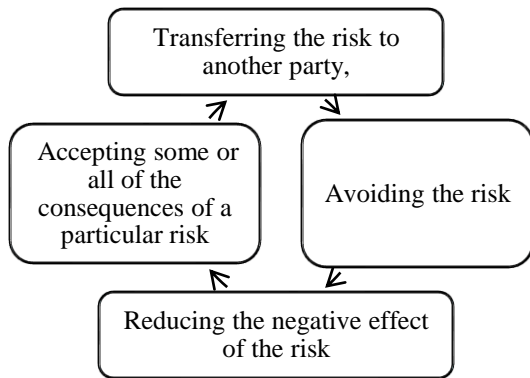 Transferring the risk to
another party,
Accepting some or
all of the
consequences of a
particular risk
Avoiding the risk
Reducing the negative effect
of the risk